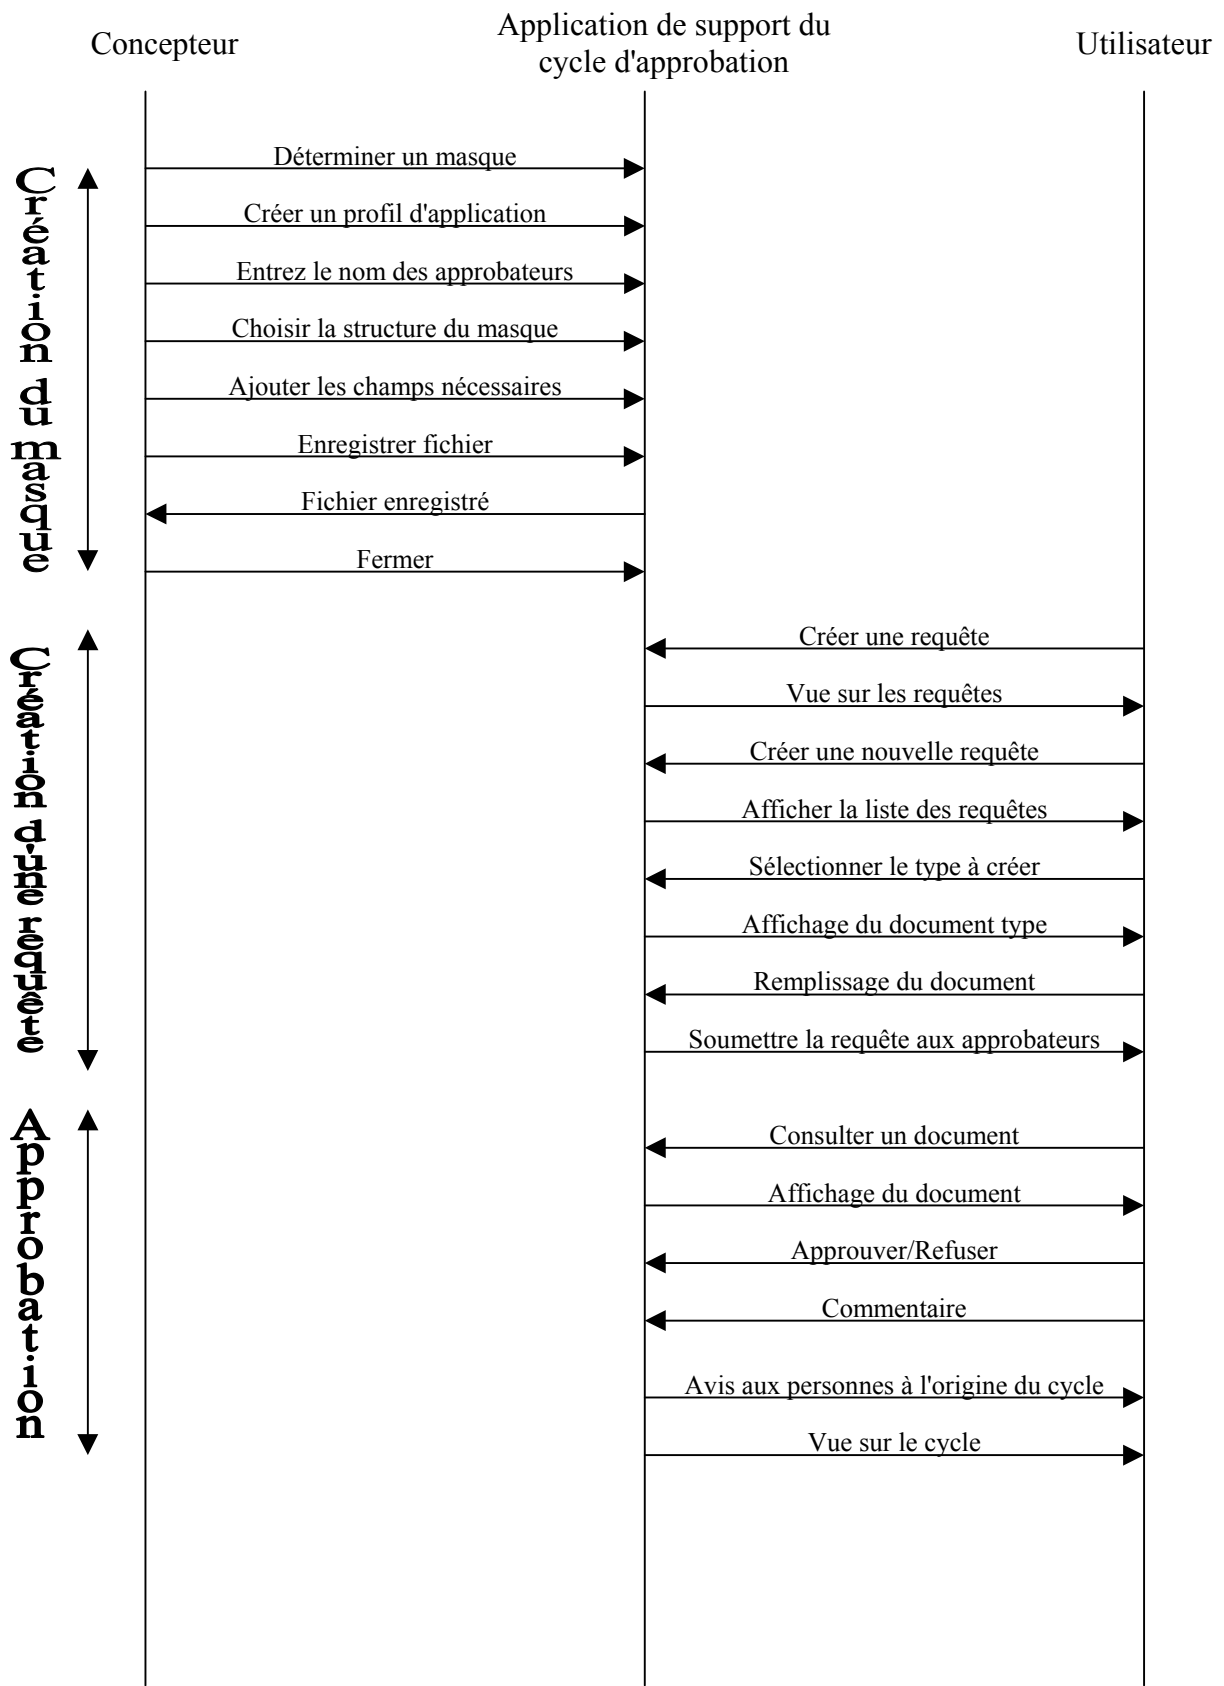 Concepteur
Application de support du
cycle d'approbation
Utilisateur
Création du masque
Déterminer un masque
Créer un profil d'application
Entrez le nom des approbateurs
Choisir la structure du masque
Ajouter les champs nécessaires
Enregistrer fichier
Fichier enregistré
Fermer
Création d'une requête
Créer une requête
Vue sur les requêtes
Créer une nouvelle requête
Afficher la liste des requêtes
Sélectionner le type à créer
Affichage du document type
Remplissage du document
Soumettre la requête aux approbateurs
Approbation
Consulter un document
Affichage du document
Approuver/Refuser
Commentaire
Avis aux personnes à l'origine du cycle
Vue sur le cycle